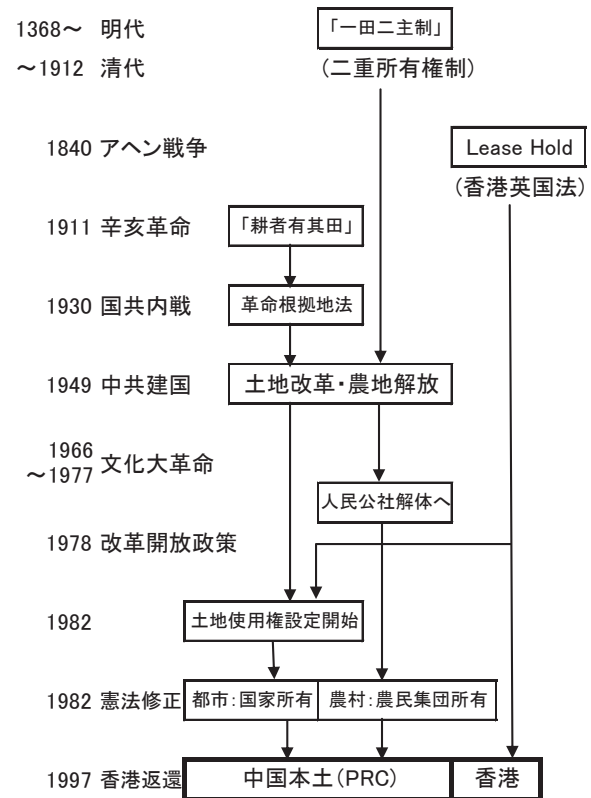 1368～ 明代 「一田二主制」
～1912 清代 (二重所有権制)
1840 アヘン戦争 Lease Hold
(香港英国法)
1911 辛亥革命 「耕者有其田」
1930 国共内戦 革命根拠地法
1949 中共建国 土地改革・農地解放
1966
～1977 文化大革命
人民公社解体へ
1978 改革開放政策
1982 土地使用権設定開始
1982 憲法修正 都市:国家所有 農村:農民集団所有
1997 香港返還 中国本土(PRC) 香港